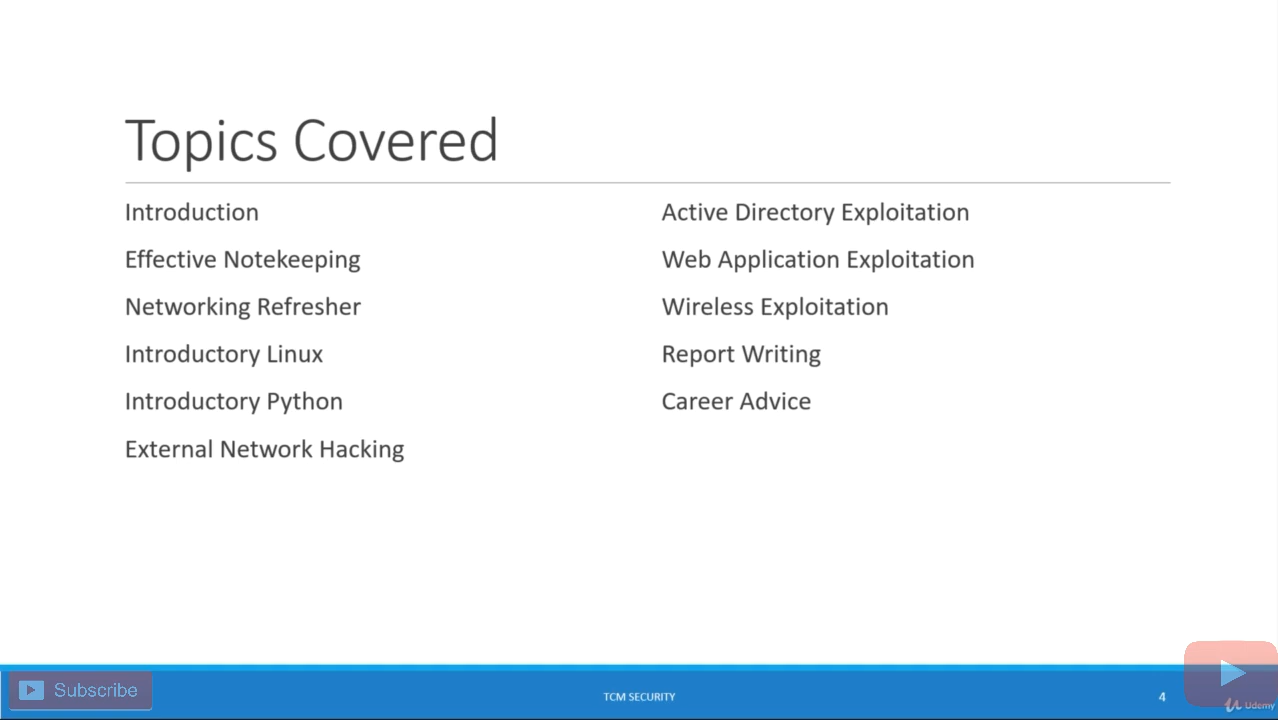 Topics Covered
Introduction
Effective Notekeeping
Networking Refresher
Introductory Linux
Introductory Python
External Network Hacking
Active Directory Exploitation
Web Application Exploitation
Wireless Exploitation
Report Writing
Career Advice
Subscribe
TCM SECURITY
4
Udemy